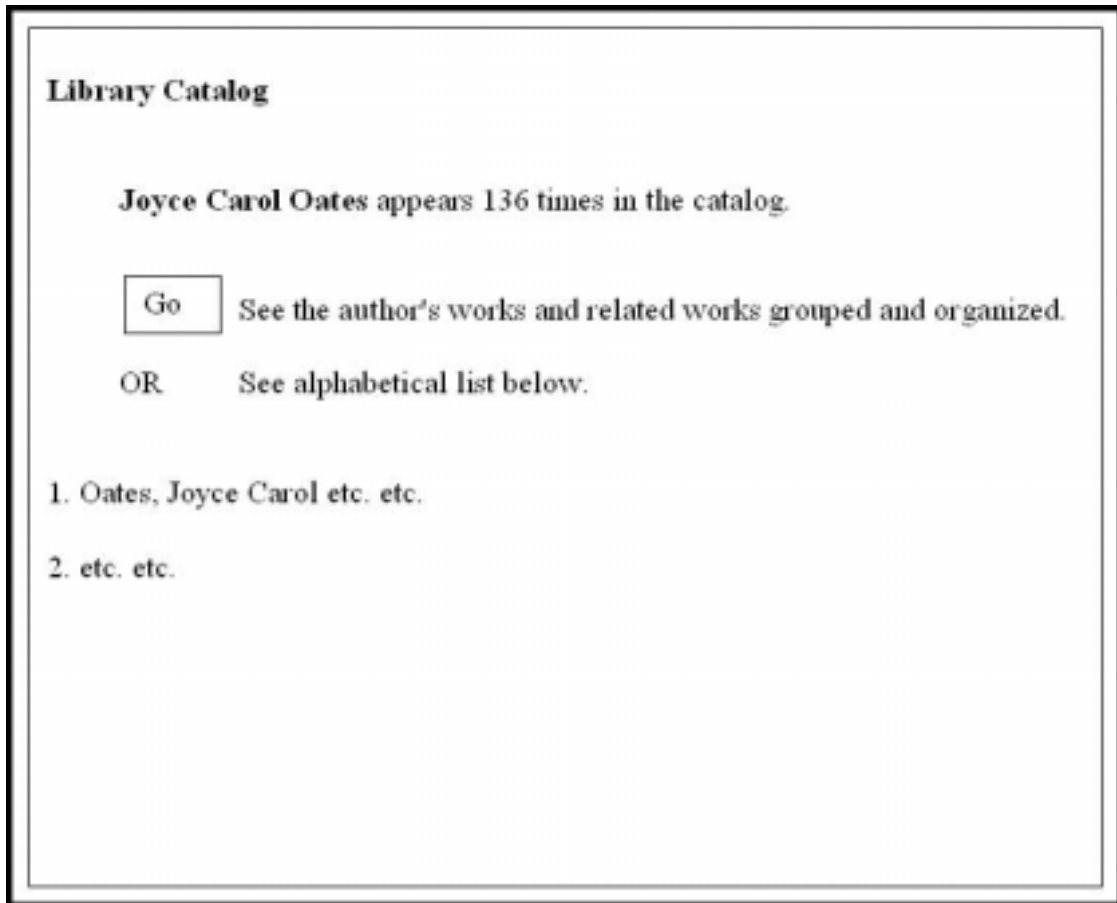 Library Catalog
Joyce Carol Oates appears 136 times in the catalog.
Go See the author's works and related works grouped and organized.
OR See alphabetical list below.
1. Oates, Joyce Carol etc. etc.
2. etc. etc.